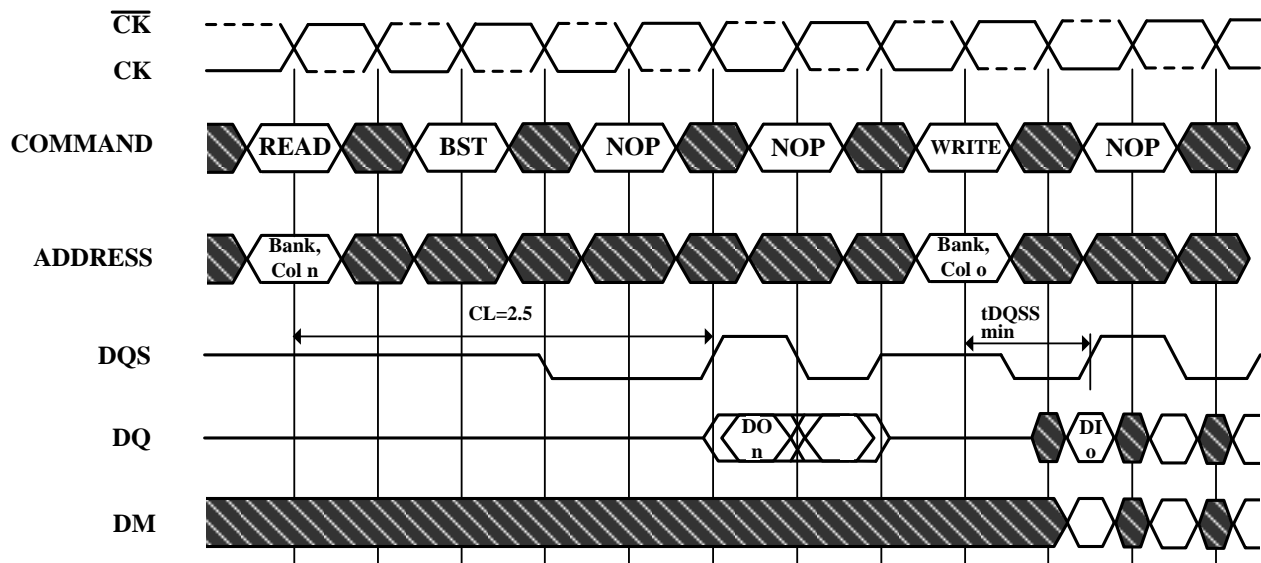 C̅K̅
CK
COMMAND READ BST NOP NOP WRITE NOP
ADDRESS Bank, Col n Bank, Col o
CL=2.5
tDQSS
min
DQS
DQ DO n DI o
DM